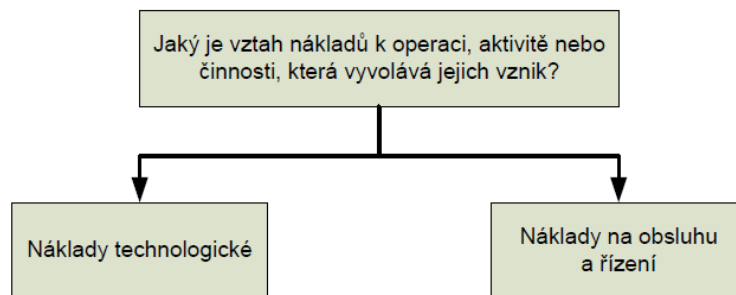 Jaký je vztah nákladů k operaci, aktivitě nebo
činnosti, která vyvolává jejich vznik?
Náklady technologické
Náklady na obsluhu
a řízení